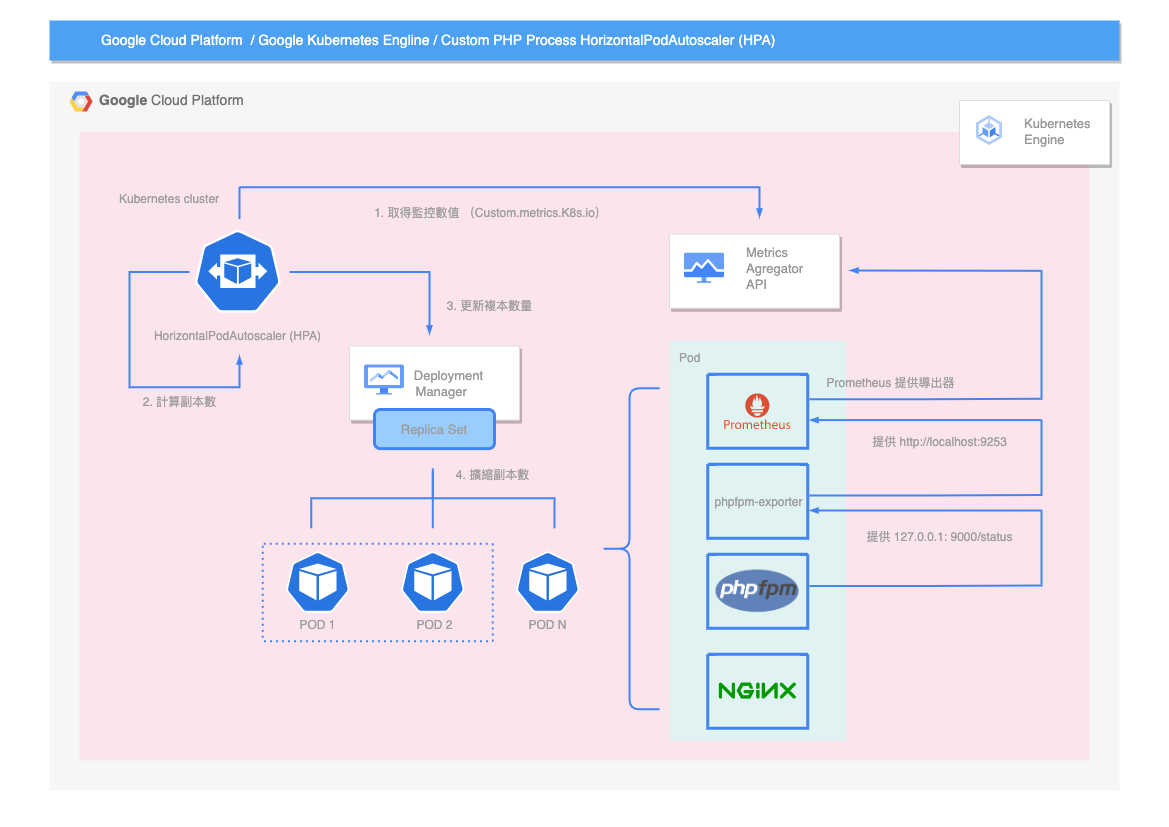 Google Cloud Platform / Google Kubernetes Engline / Custom PHP Process HorizontalPodAutoscaler (HPA)
Google Cloud Platform
Kubernetes
Engine
Kubernetes cluster
1. 取得監控數值 （Custom.metrics.K8s.io）
Metrics
Agregator
API
3. 更新複本數量
HorizontalPodAutoscaler (HPA)
Pod
Deployment
Manager
Prometheus 提供導出器
2. 計算副本數
Replica Set
Prometheus
提供 http://localhost:9253
4. 擴縮副本數
phpfpm-exporter
提供 127.0.0.1: 9000/status
phpfpm
POD 1
POD 2
POD N
NGINX